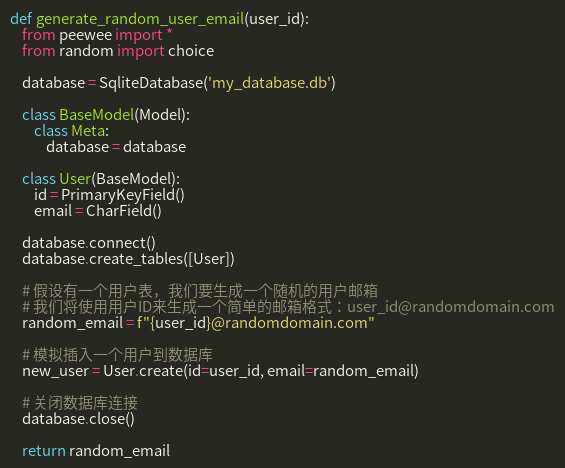 def generate_random_user_email(user_id):
from peewee import *
from random import choice
database = SqliteDatabase('my_database.db')
class BaseModel(Model):
class Meta:
database = database
class User(BaseModel):
id = PrimaryKeyField()
email = CharField()
database.connect()
database.create_tables([User])
# 假设有一个用户表，我们要生成一个随机的用户邮箱
# 我们将使用用户ID来生成一个简单的邮箱格式：user_id@randomdomain.com
random_email = f"{user_id}@randomdomain.com"
# 模拟插入一个用户到数据库
new_user = User.create(id=user_id, email=random_email)
# 关闭数据库连接
database.close()
return random_email